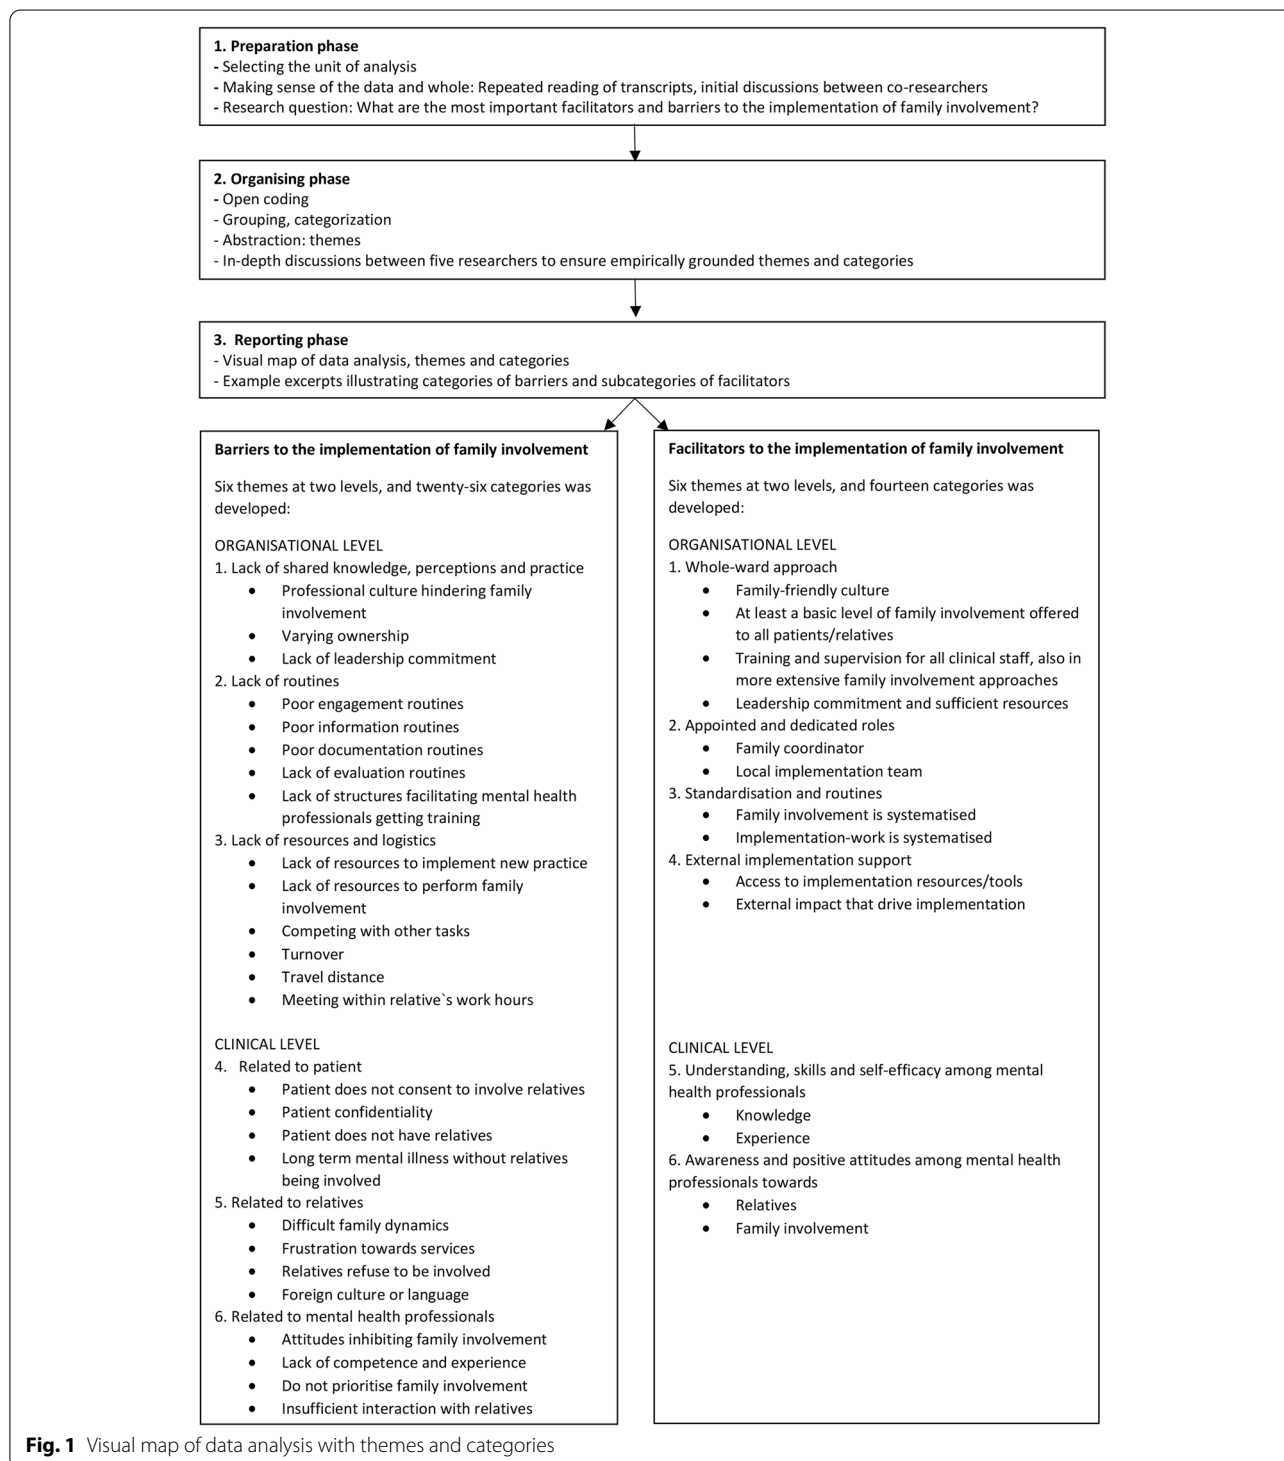 1. Preparation phase
- Selecting the unit of analysis
- Making sense of the data and whole: Repeated reading of transcripts, initial discussions between co-researchers
- Research question: What are the most important facilitators and barriers to the implementation of family involvement?
2. Organising phase
- Open coding
- Grouping, categorization
- Abstraction: themes
- In-depth discussions between five researchers to ensure empirically grounded themes and categories
3. Reporting phase
- Visual map of data analysis, themes and categories
- Example excerpts illustrating categories of barriers and subcategories of facilitators
Barriers to the implementation of family involvement
Six themes at two levels, and twenty-six categories was
developed:
ORGANISATIONAL LEVEL
1. Lack of shared knowledge, perceptions and practice
• Professional culture hindering family
involvement
• Varying ownership
• Lack of leadership commitment
2. Lack of routines
• Poor engagement routines
• Poor information routines
• Poor documentation routines
• Lack of evaluation routines
• Lack of structures facilitating mental health
professionals getting training
3. Lack of resources and logistics
• Lack of resources to implement new practice
• Lack of resources to perform family
involvement
• Competing with other tasks
• Turnover
• Travel distance
• Meeting within relative`s work hours
CLINICAL LEVEL
4. Related to patient
• Patient does not consent to involve relatives
• Patient confidentiality
• Patient does not have relatives
• Long term mental illness without relatives
being involved
5. Related to relatives
• Difficult family dynamics
• Frustration towards services
• Relatives refuse to be involved
• Foreign culture or language
6. Related to mental health professionals
• Attitudes inhibiting family involvement
• Lack of competence and experience
• Do not prioritise family involvement
• Insufficient interaction with relatives
Facilitators to the implementation of family involvement
Six themes at two levels, and fourteen categories was
developed:
ORGANISATIONAL LEVEL
1. Whole-ward approach
• Family-friendly culture
• At least a basic level of family involvement offered
to all patients/relatives
• Training and supervision for all clinical staff, also in
more extensive family involvement approaches
• Leadership commitment and sufficient resources
2. Appointed and dedicated roles
• Family coordinator
• Local implementation team
3. Standardisation and routines
• Family involvement is systematised
• Implementation-work is systematised
4. External implementation support
• Access to implementation resources/tools
• External impact that drive implementation
CLINICAL LEVEL
5. Understanding, skills and self-efficacy among mental
health professionals
• Knowledge
• Experience
6. Awareness and positive attitudes among mental health
professionals towards
• Relatives
• Family involvement
Fig. 1 Visual map of data analysis with themes and categories